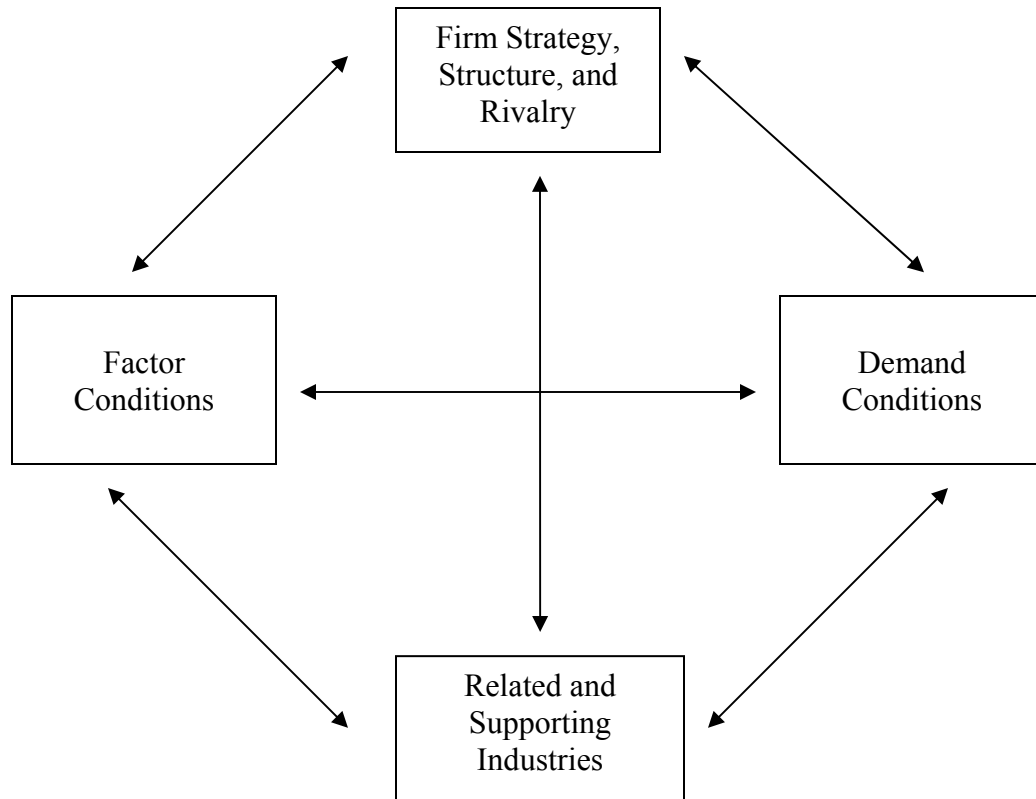 Firm Strategy,
Structure, and
Rivalry
Factor
Conditions
Demand
Conditions
Related and
Supporting
Industries